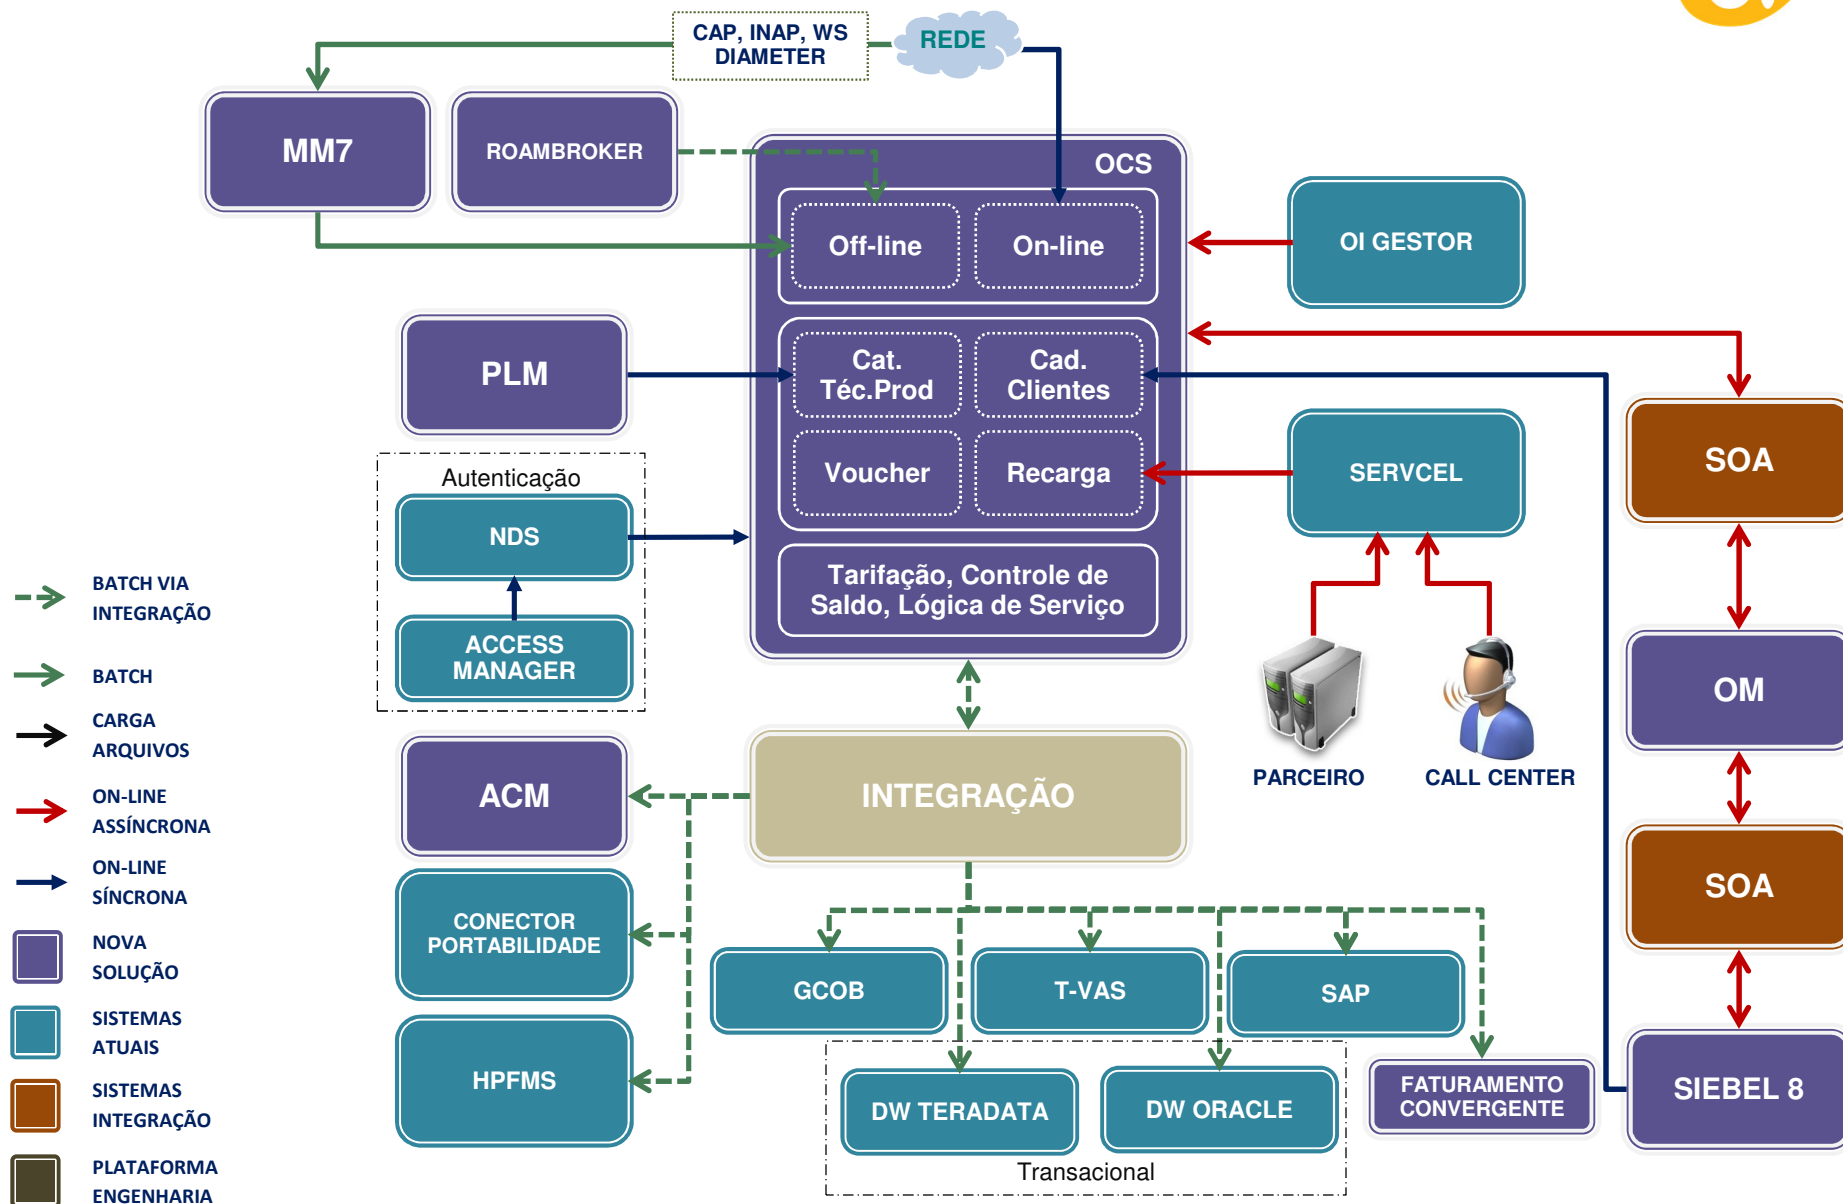 CAP, INAP, WS
DIAMETER
REDE
MM7
ROAMBROKER
OCS
Off-line
On-line
OI GESTOR
PLM
Cat.
Téc.Prod
Cad.
Clientes
Voucher
Recarga
SERVCEL
SOA
Autenticação
NDS
ACCESS
MANAGER
Tarifação, Controle de
Saldo, Lógica de Serviço
OM
PARCEIRO
CALL CENTER
ACM
INTEGRAÇÃO
SOA
CONECTOR
PORTABILIDADE
GCOB
T-VAS
SAP
HPFMS
DW TERADATA
DW ORACLE
Transacional
FATURAMENTO
CONVERGENTE
SIEBEL 8
BATCH VIA
INTEGRAÇÃO
BATCH
CARGA
ARQUIVOS
ON-LINE
ASSÍNCRONA
ON-LINE
SÍNCRONA
NOVA
SOLUÇÃO
SISTEMAS
ATUAIS
SISTEMAS
INTEGRAÇÃO
PLATAFORMA
ENGENHARIA